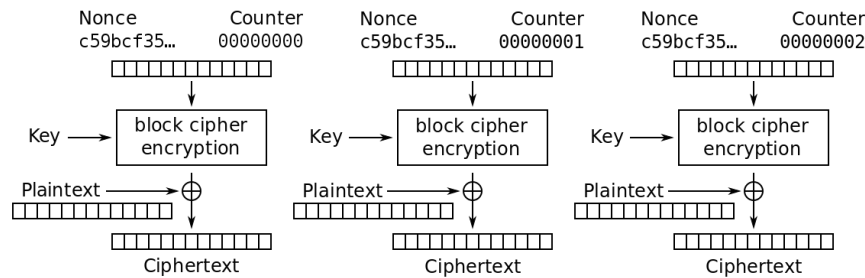 Nonce Counter Nonce Counter Nonce Counter
c59bcf35… 00000000 c59bcf35… 00000001 c59bcf35… 00000002
Key block cipher encryption Key block cipher encryption Key block cipher encryption
Plaintext Plaintext Plaintext
Ciphertext Ciphertext Ciphertext